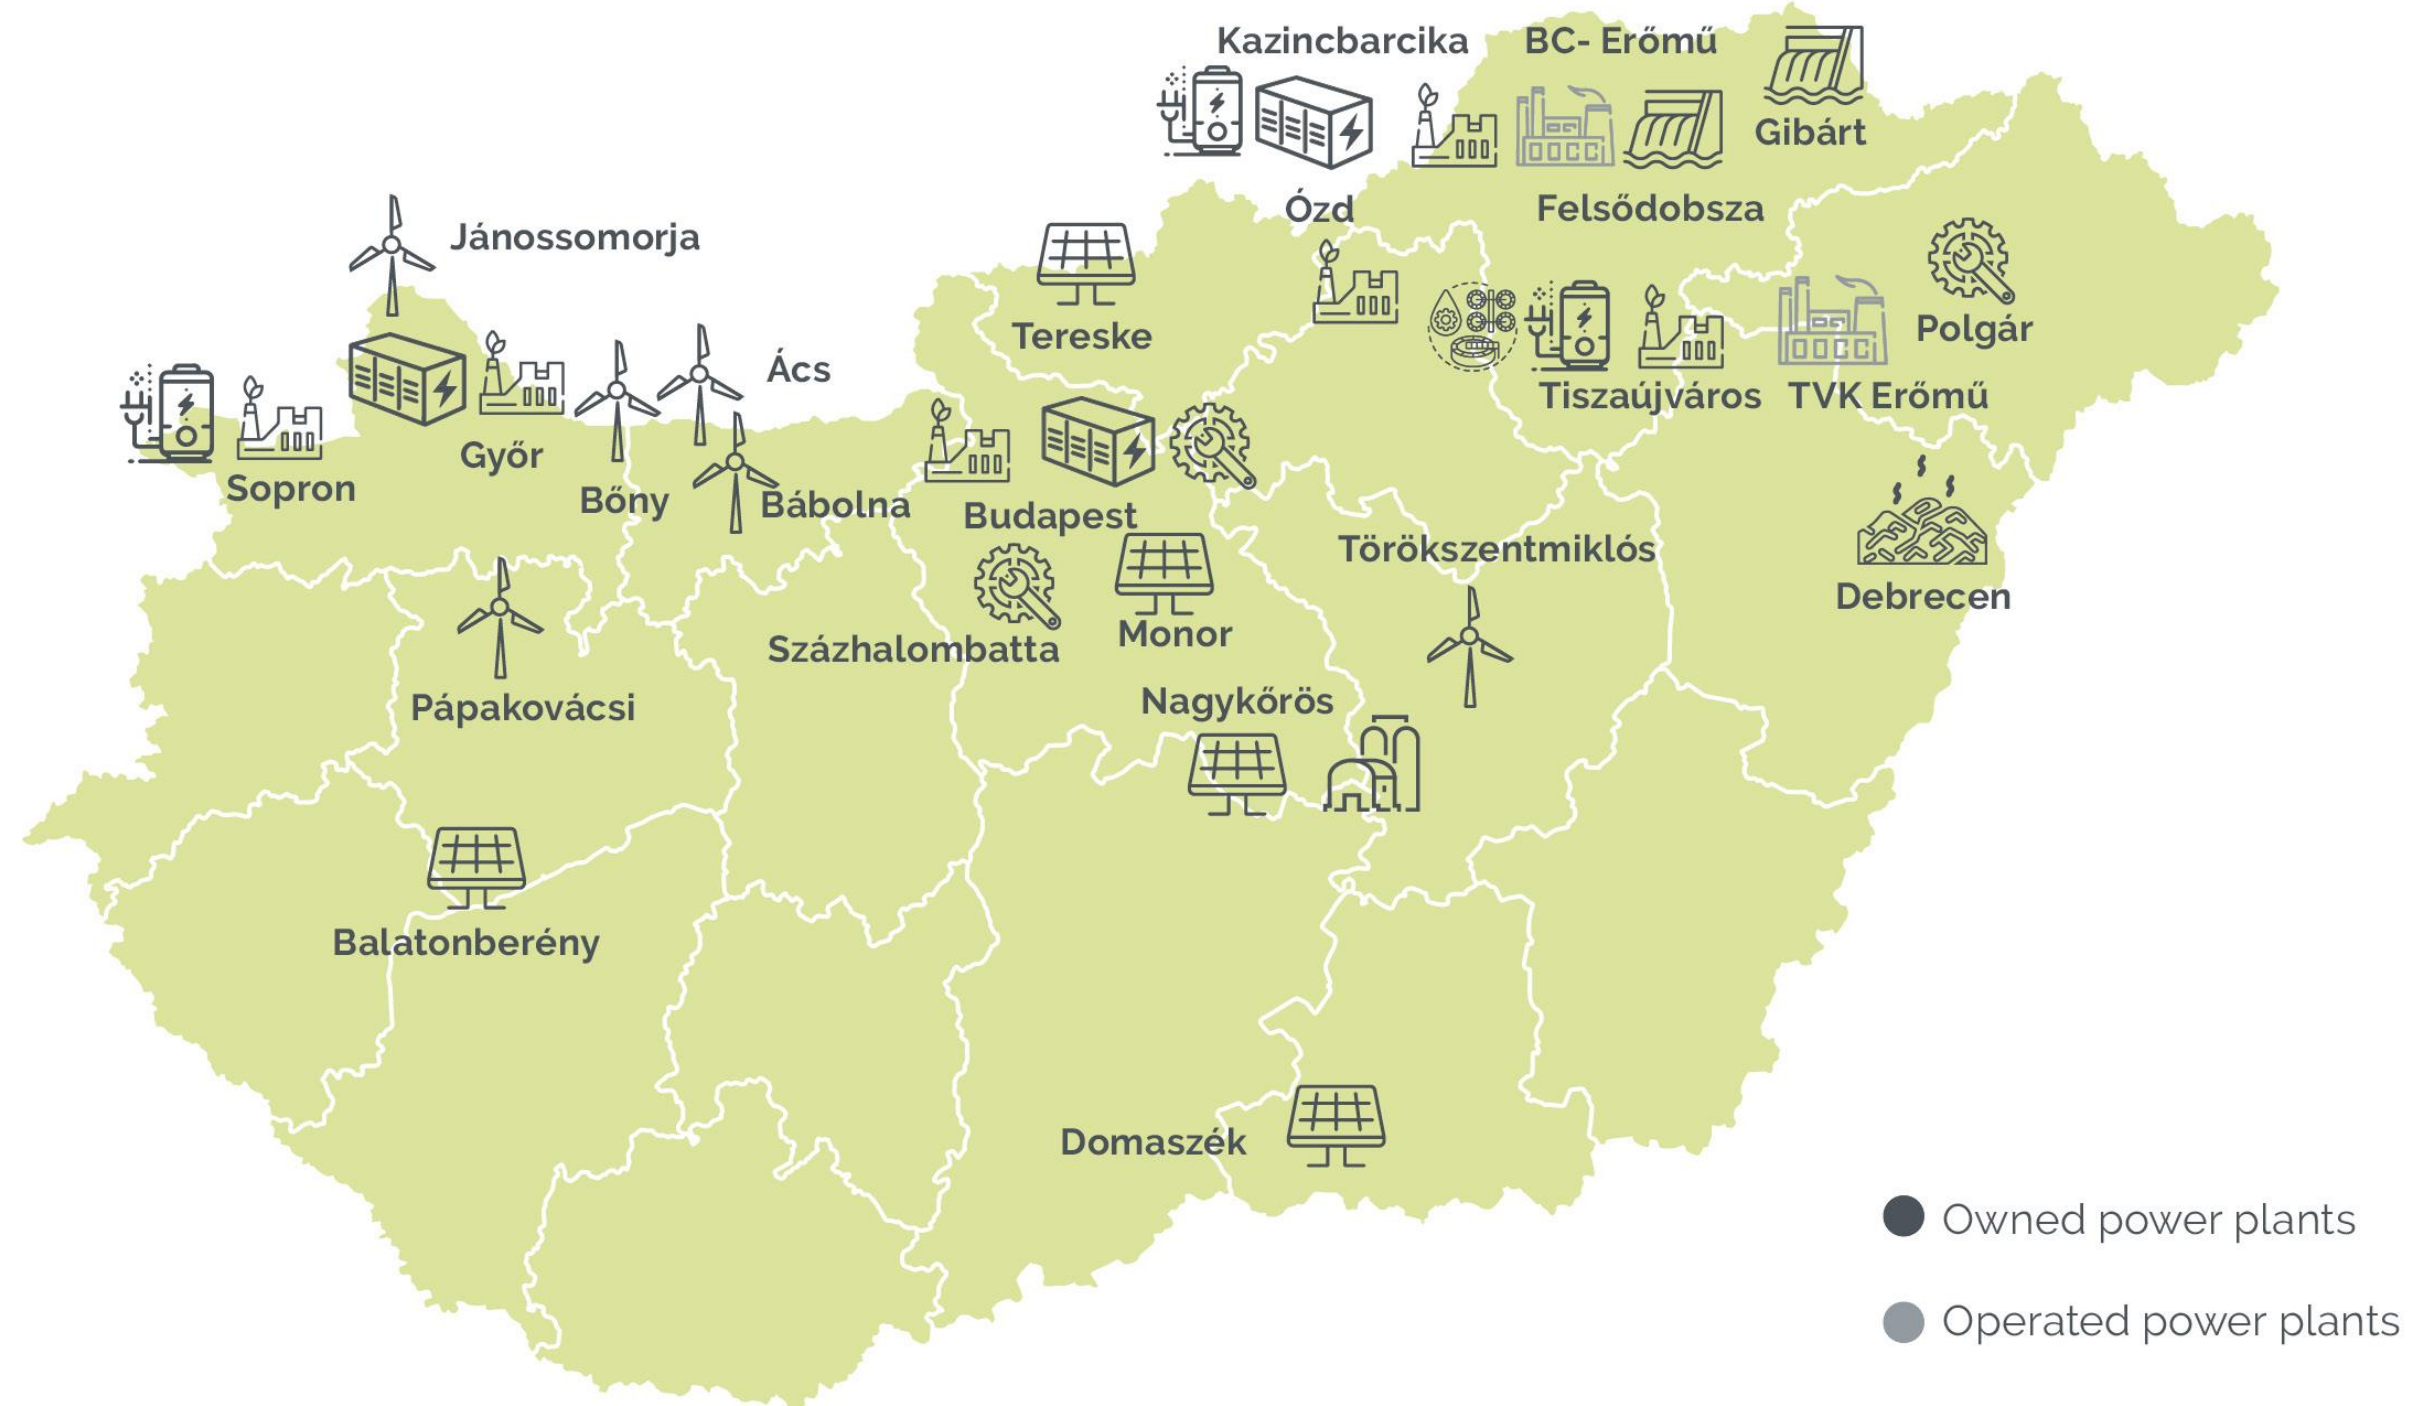 Kazincbarcika
BC- Erőmű
Gibárt
Ózd
Felsődobsza
Jánossomorja
Tereske
Polgár
Ács
Tiszaújváros
TVK Erőmű
Győr
Sopron
Bőny
Bábolna
Budapest
Törökszentmiklós
Debrecen
Százhalombatta
Monor
Pápakovácsi
Nagykőrös
Balatonberény
Domaszék
Owned power plants
Operated power plants